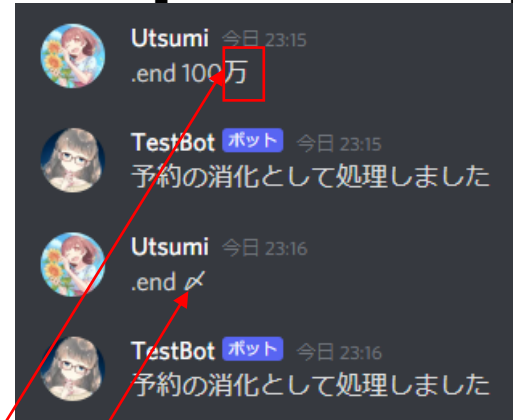 Utsumi 今日 23:15
.end 100万
TestBot ボット 今日 23:15
予約の消化として処理しました
Utsumi 今日 23:16
.end 〆
TestBot ボット 今日 23:16
予約の消化として処理しました